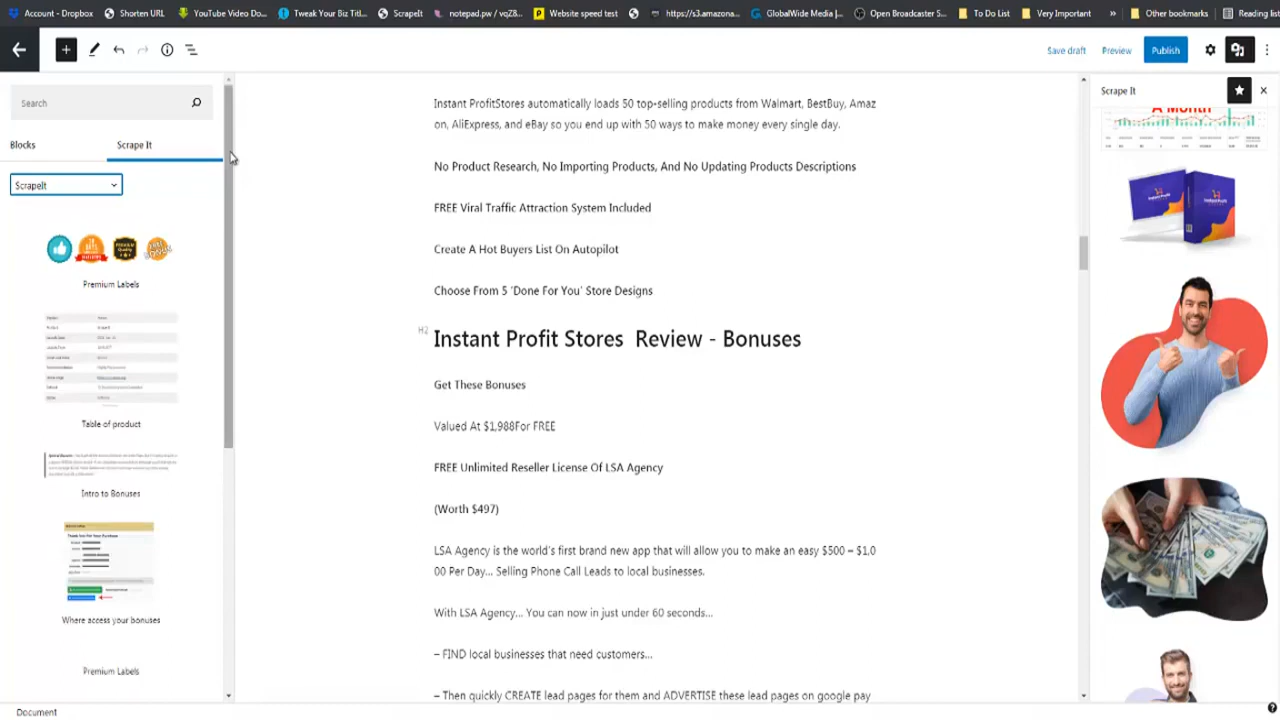 Account - Dropbox
Shorten URL
YouTube Video Do...
Tweak Your Biz Titl...
ScrapeIt
notepad.pw / vqZ8...
Website speed test
https://s3.amazona...
GlobalWide Media |...
Open Broadcaster S...
To Do List
Very Important
»
Other bookmarks
Reading list
Save draft
Preview
Publish
Search
Blocks
Scrape It
ScrapeIt
Premium Labels
Table of product
Intro to Bonuses
Where access your bonuses
Premium Labels
Instant ProfitStores automatically loads 50 top-selling products from Walmart, BestBuy, Amaz
on, AliExpress, and eBay so you end up with 50 ways to make money every single day.
No Product Research, No Importing Products, And No Updating Products Descriptions
FREE Viral Traffic Attraction System Included
Create A Hot Buyers List On Autopilot
Choose From 5 'Done For You' Store Designs
H2
Instant Profit Stores Review - Bonuses
Get These Bonuses
Valued At $1,988For FREE
FREE Unlimited Reseller License Of LSA Agency
(Worth $497)
LSA Agency is the world's first brand new app that will allow you to make an easy $500 – $1,0
00 Per Day... Selling Phone Call Leads to local businesses.
With LSA Agency... You can now in just under 60 seconds...
– FIND local businesses that need customers...
– Then quickly CREATE lead pages for them and ADVERTISE these lead pages on google pay
Scrape It
A Month
Document